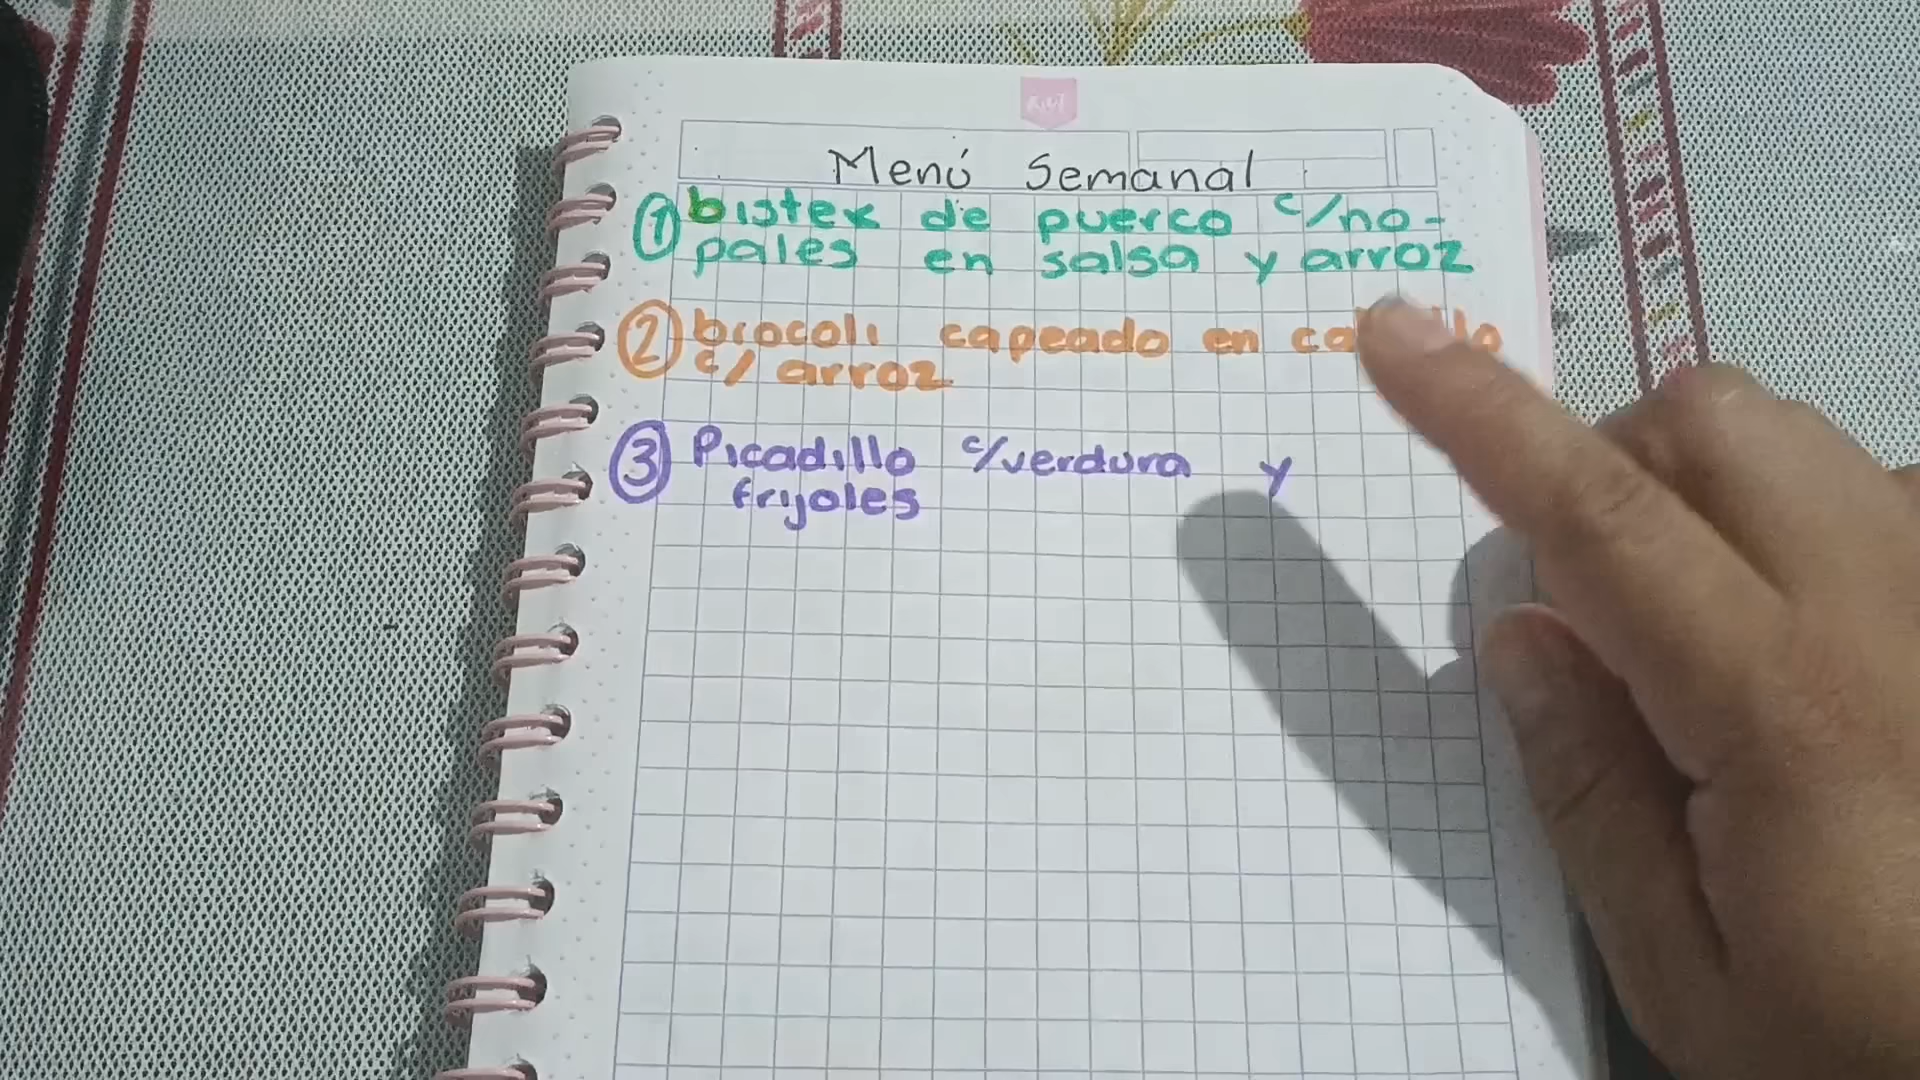 Menú Semanal
① bistek de puerco c/no-
pales en salsa y arroz
② brocoli capeado en
c/ arroz
③ Picadillo c/verdura y
frijoles